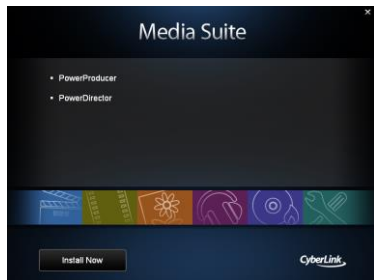 Media Suite
• PowerProducer
• PowerDirector
Install Now
CyberLink